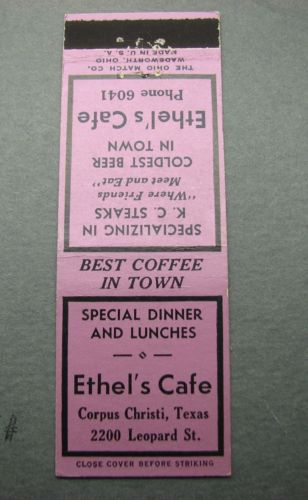 THE OHIO MATCH CO.
WADSWORTH, OHIO
MADE IN U. S. A.
SPECIALIZING IN
K. C. STEAKS
"Where Friends
Meet and Eat"
COLDEST BEER
IN TOWN
Ethel's Cafe
Phone 6041
BEST COFFEE
IN TOWN
SPECIAL DINNER
AND LUNCHES
Ethel's Cafe
Corpus Christi, Texas
2200 Leopard St.
CLOSE COVER BEFORE STRIKING